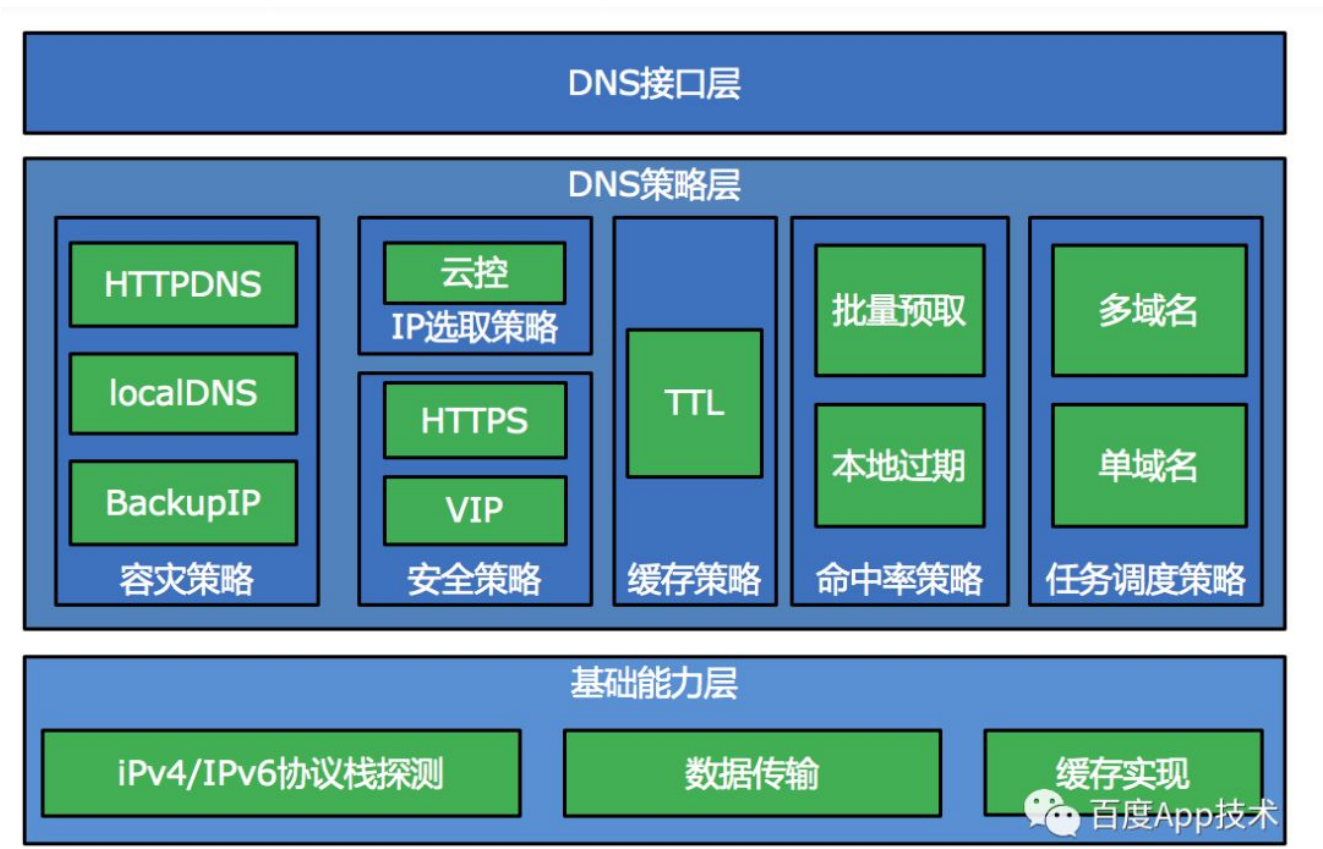 DNS接口层
DNS策略层
HTTPDNS
localDNS
BackupIP
容灾策略
云控
IP选取策略
HTTPS
VIP
安全策略
TTL
缓存策略
批量预取
本地过期
命中率策略
多域名
单域名
任务调度策略
基础能力层
iPv4/IPv6协议栈探测
数据传输
缓存实现
百度App技术